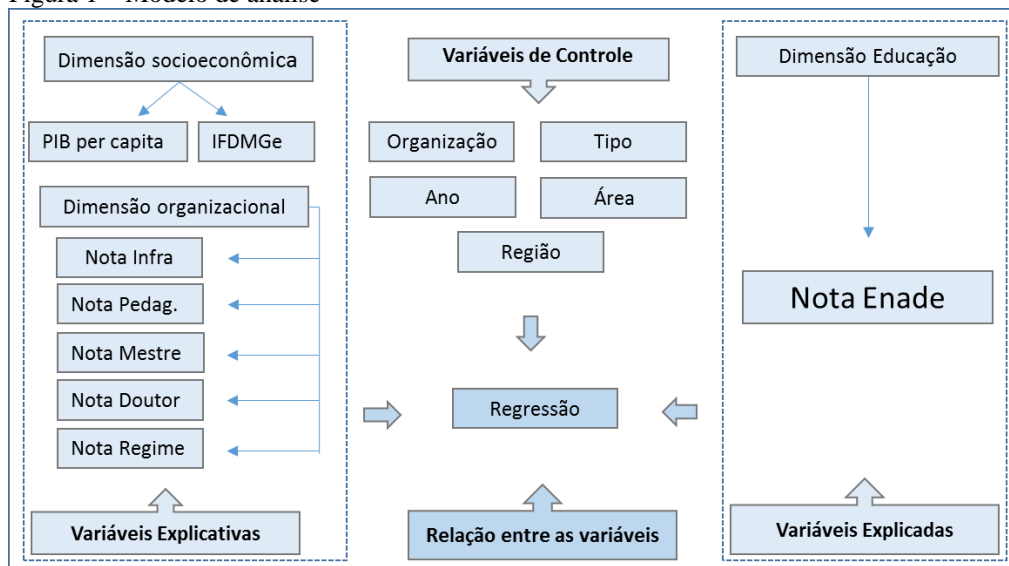 Figura 1 – Modelo de análise
Dimensão socioeconômica
PIB per capita
IFDMGe
Dimensão organizacional
Nota Infra
Nota Pedag.
Nota Mestre
Nota Doutor
Nota Regime
Variáveis Explicativas
Variáveis de Controle
Organização
Tipo
Ano
Área
Região
Regressão
Relação entre as variáveis
Dimensão Educação
Nota Enade
Variáveis Explicadas